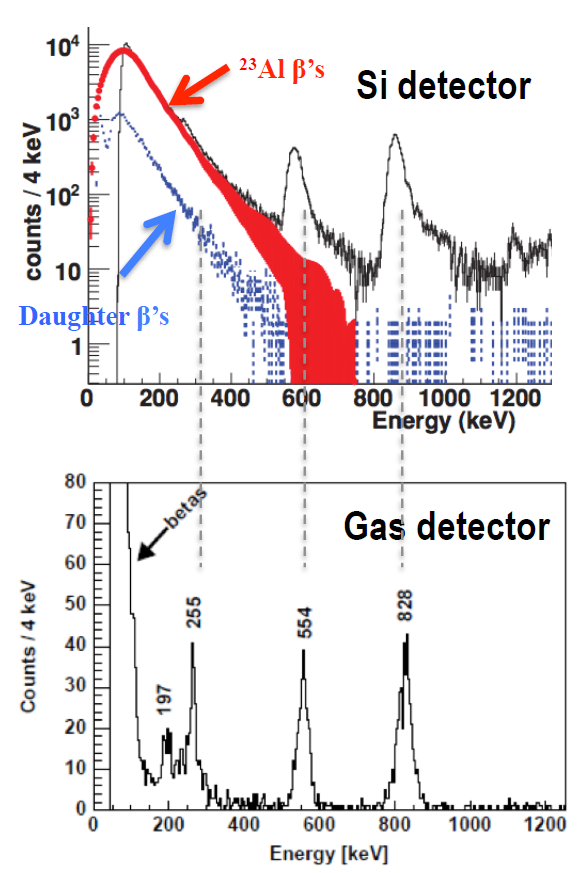 10⁴
²³Al β's
Si detector
10³
counts / 4 keV
10²
10
Daughter β's
1
0 200 400 600 800 1000 1200
Energy (keV)
80
Gas detector
70
betas
60
50
255
554
828
40
Counts / 4 keV
30
197
20
10
0
0 200 400 600 800 1000 1200
Energy [keV]